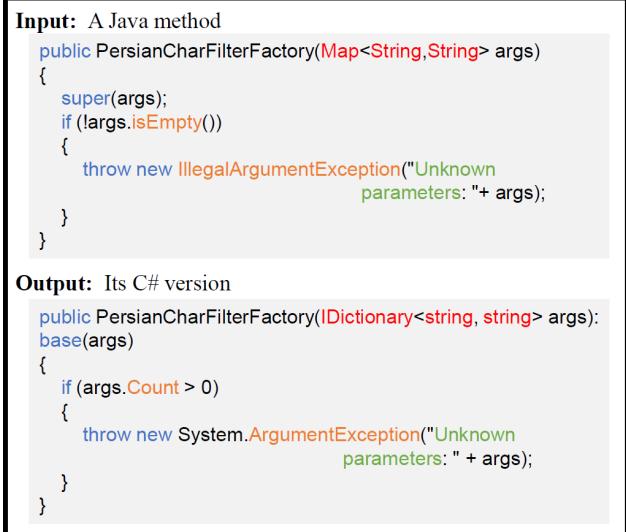 Input: A Java method
public PersianCharFilterFactory(Map<String,String> args)
{
super(args);
if (!args.isEmpty())
{
throw new IllegalArgumentException("Unknown
parameters: "+ args);
}
}
Output: Its C# version
public PersianCharFilterFactory(IDictionary<string, string> args):
base(args)
{
if (args.Count > 0)
{
throw new System.ArgumentException("Unknown
parameters: " + args);
}
}